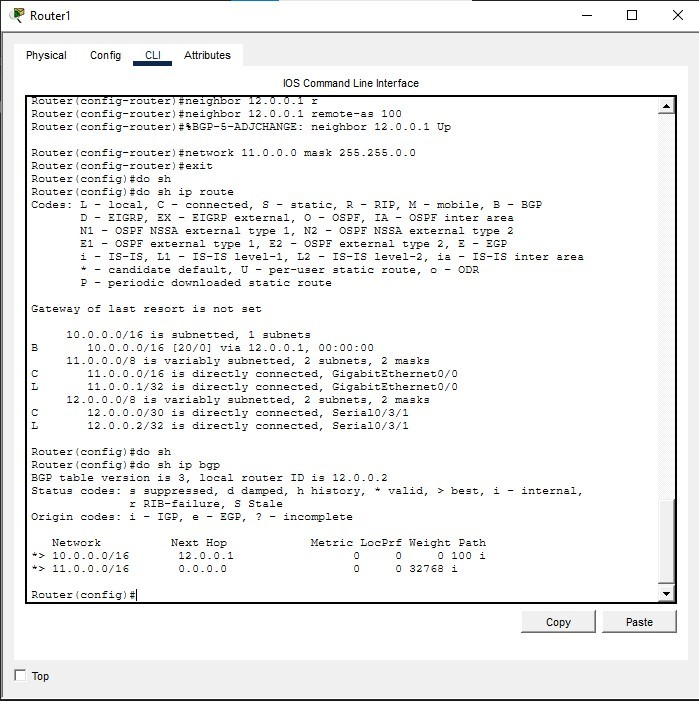 Router1
Physical Config CLI Attributes
IOS Command Line Interface
Router(config-router)#neighbor 12.0.0.1 r
Router(config-router)#neighbor 12.0.0.1 remote-as 100
Router(config-router)#%BGP-5-ADJCHANGE: neighbor 12.0.0.1 Up
Router(config-router)#network 11.0.0.0 mask 255.255.0.0
Router(config-router)#exit
Router(config)#do sh
Router(config)#do sh ip route
Codes: L - local, C - connected, S - static, R - RIP, M - mobile, B - BGP
D - EIGRP, EX - EIGRP external, O - OSPF, IA - OSPF inter area
N1 - OSPF NSSA external type 1, N2 - OSPF NSSA external type 2
E1 - OSPF external type 1, E2 - OSPF external type 2, E - EGP
i - IS-IS, L1 - IS-IS level-1, L2 - IS-IS level-2, ia - IS-IS inter area
* - candidate default, U - per-user static route, o - ODR
P - periodic downloaded static route
Gateway of last resort is not set
10.0.0.0/16 is subnetted, 1 subnets
B 10.0.0.0/16 [20/0] via 12.0.0.1, 00:00:00
11.0.0.0/8 is variably subnetted, 2 subnets, 2 masks
C 11.0.0.0/16 is directly connected, GigabitEthernet0/0
L 11.0.0.1/32 is directly connected, GigabitEthernet0/0
12.0.0.0/8 is variably subnetted, 2 subnets, 2 masks
C 12.0.0.0/30 is directly connected, Serial0/3/1
L 12.0.0.2/32 is directly connected, Serial0/3/1
Router(config)#do sh
Router(config)#do sh ip bgp
BGP table version is 3, local router ID is 12.0.0.2
Status codes: s suppressed, d damped, h history, * valid, > best, i - internal,
r RIB-failure, S Stale
Origin codes: i - IGP, e - EGP, ? - incomplete
Network Next Hop Metric LocPrf Weight Path
*> 10.0.0.0/16 12.0.0.1 0 0 0 100 i
*> 11.0.0.0/16 0.0.0.0 0 0 32768 i
Router(config)#
Copy Paste
Top